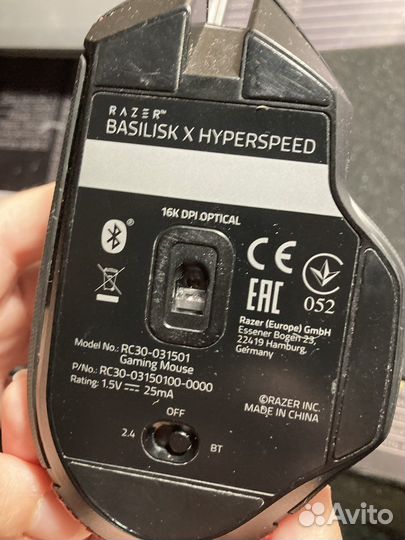 RAZER™
BASILISK X HYPERSPEED
16K DPI OPTICAL
CE
EAC
052
Razer (Europe) GmbH
Essener Bogen 23,
22419 Hamburg,
Germany
Model No.: RC30-031501
Gaming Mouse
P/No.: RC30-03150100-0000
Rating: 1.5V ⎓ 25mA
©RAZER INC.
MADE IN CHINA
OFF
2.4
BT
Avito